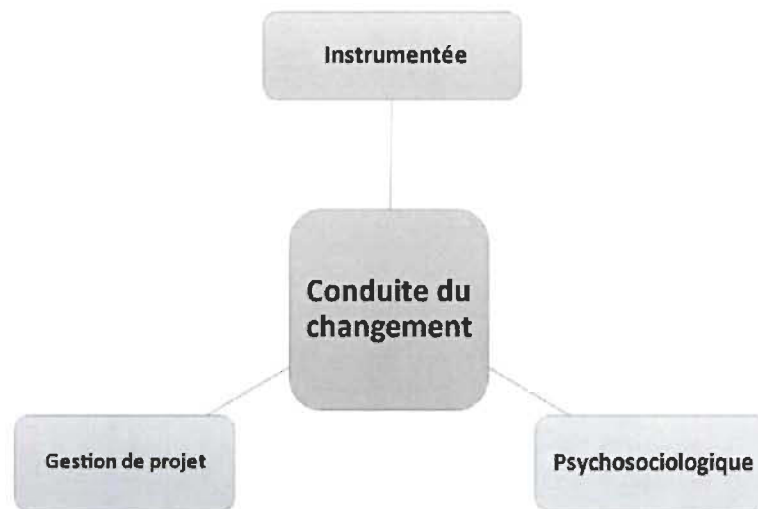 Instrumentée
Conduite du
changement
Gestion de projet
Psychosociologique